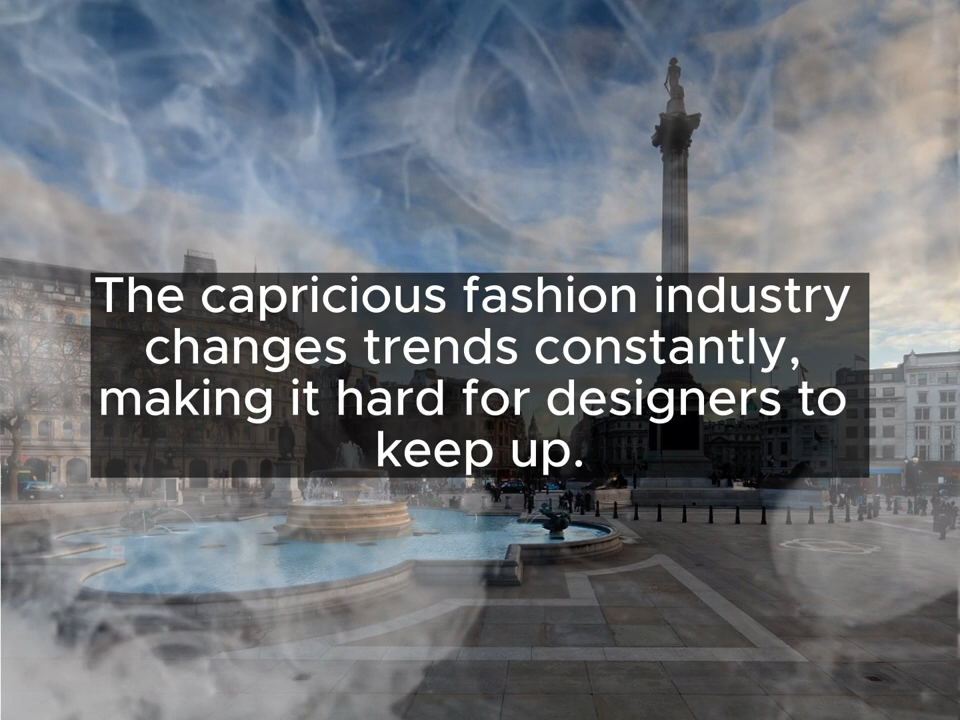 The capricious fashion industry
changes trends constantly,
making it hard for designers to
keep up.